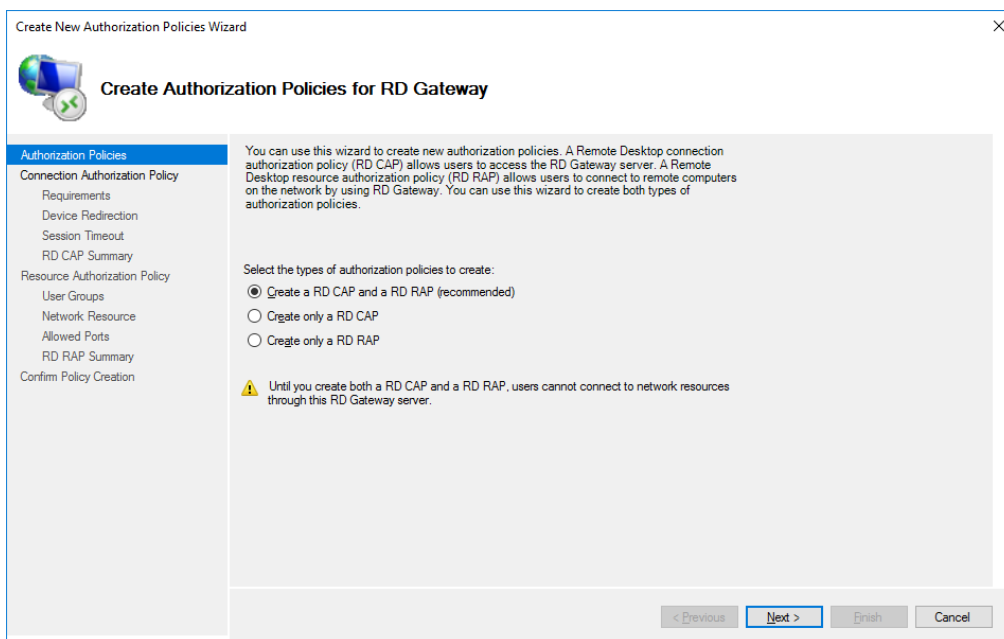 Create New Authorization Policies Wizard
Create Authorization Policies for RD Gateway
Authorization Policies
Connection Authorization Policy
Requirements
Device Redirection
Session Timeout
RD CAP Summary
Resource Authorization Policy
User Groups
Network Resource
Allowed Ports
RD RAP Summary
Confirm Policy Creation
You can use this wizard to create new authorization policies. A Remote Desktop connection
authorization policy (RD CAP) allows users to access the RD Gateway server. A Remote
Desktop resource authorization policy (RD RAP) allows users to connect to remote computers
on the network by using RD Gateway. You can use this wizard to create both types of
authorization policies.
Select the types of authorization policies to create:
Create a RD CAP and a RD RAP (recommended)
Create only a RD CAP
Create only a RD RAP
Until you create both a RD CAP and a RD RAP, users cannot connect to network resources
through this RD Gateway server.
< Previous
Next >
Finish
Cancel